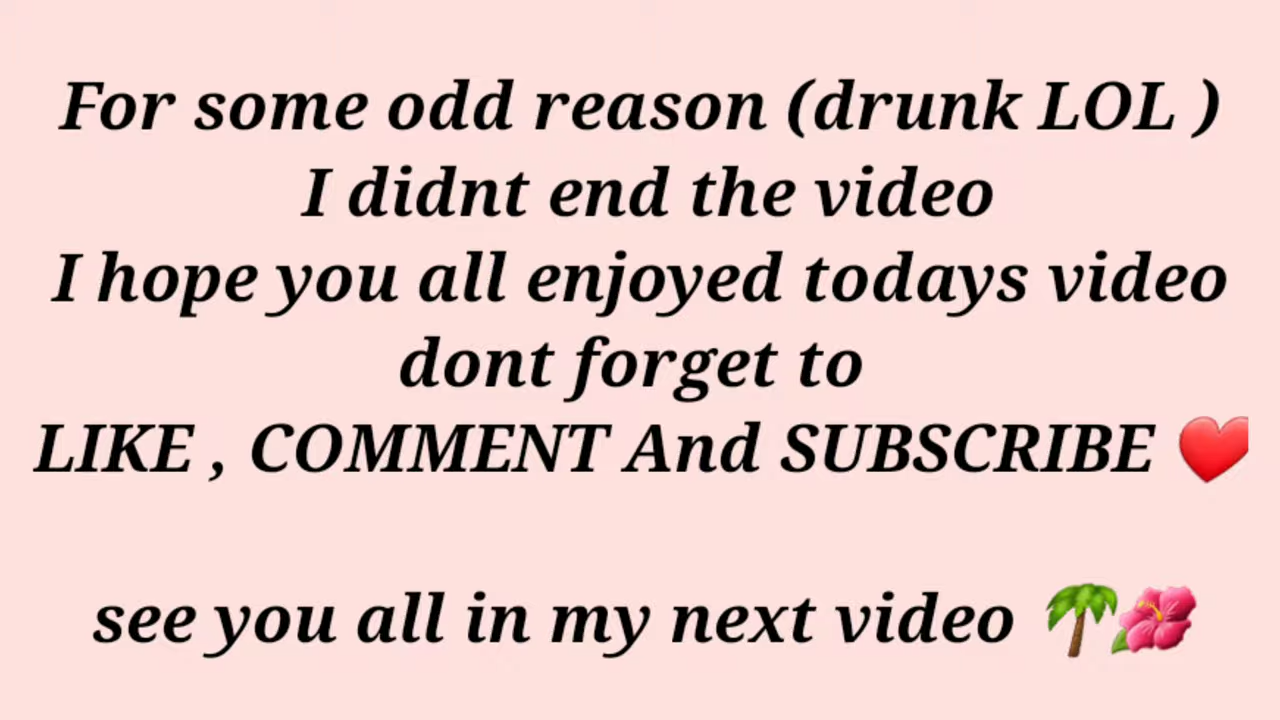 For some odd reason (drunk LOL )
I didnt end the video
I hope you all enjoyed todays video
dont forget to
LIKE , COMMENT And SUBSCRIBE ❤️
see you all in my next video 🌴🌺